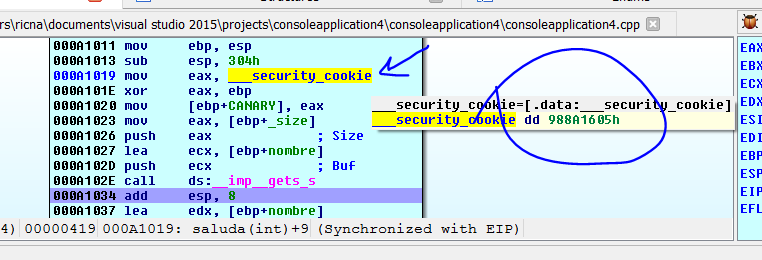 ers\ricna\documents\visual studio 2015\projects\consoleapplication4\consoleapplication4\consoleapplication4.cpp
000A1011 mov ebp, esp
000A1013 sub esp, 304h
000A1019 mov eax, ___security_cookie
000A101E xor eax, ebp
000A1020 mov [ebp+CANARY], eax
___security_cookie=[.data:___security_cookie]
000A1023 mov eax, [ebp+_size]
___security_cookie dd 988A1605h
000A1026 push eax ; Size
000A1027 lea ecx, [ebp+nombre]
000A102D push ecx ; Buf
000A102E call ds:__imp__gets_s
000A1034 add esp, 8
000A1037 lea edx, [ebp+nombre]
4) 00000419 000A1019: saluda(int)+9 (Synchronized with EIP)
EAX
EBX
ECX
EDX
ESI
EDI
EBP
ESP
EIP
EFL